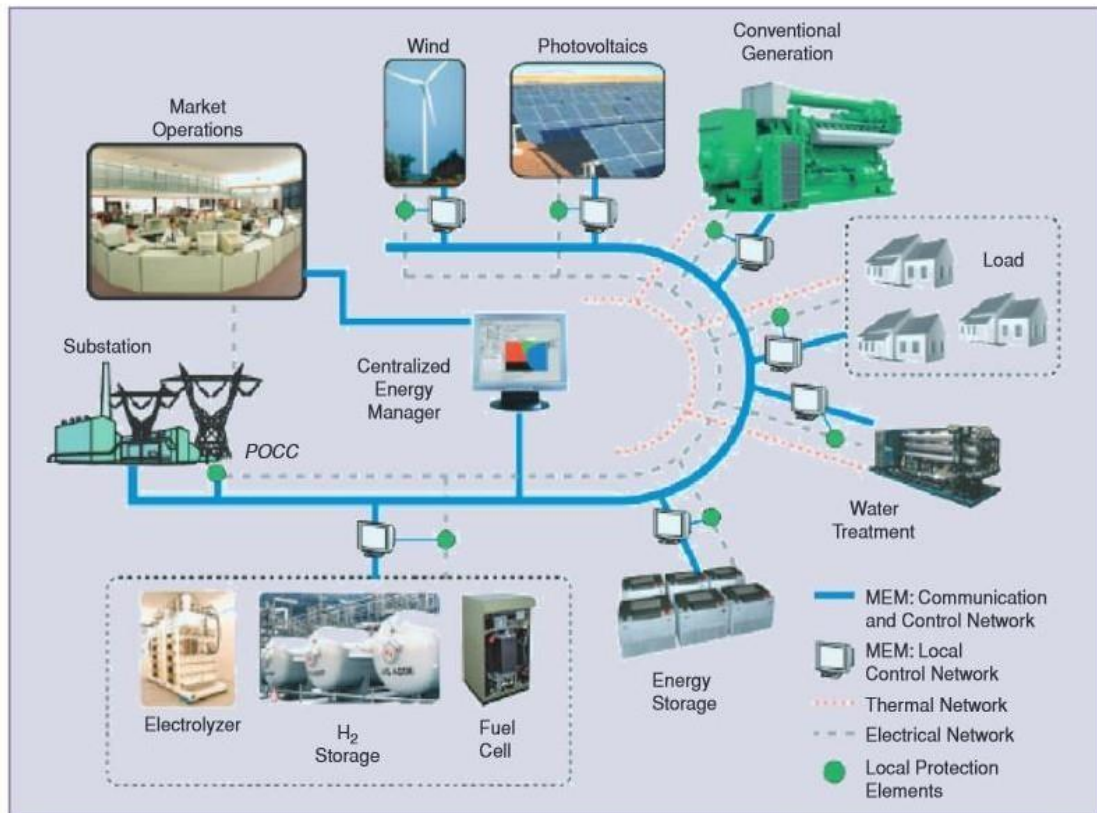 Wind
Photovoltaics
Conventional
Generation
Market
Operations
Load
Substation
Centralized
Energy
Manager
POCC
Water
Treatment
Electrolyzer
H₂
Storage
Fuel
Cell
Energy
Storage
MEM: Communication
and Control Network
MEM: Local
Control Network
Thermal Network
Electrical Network
Local Protection
Elements